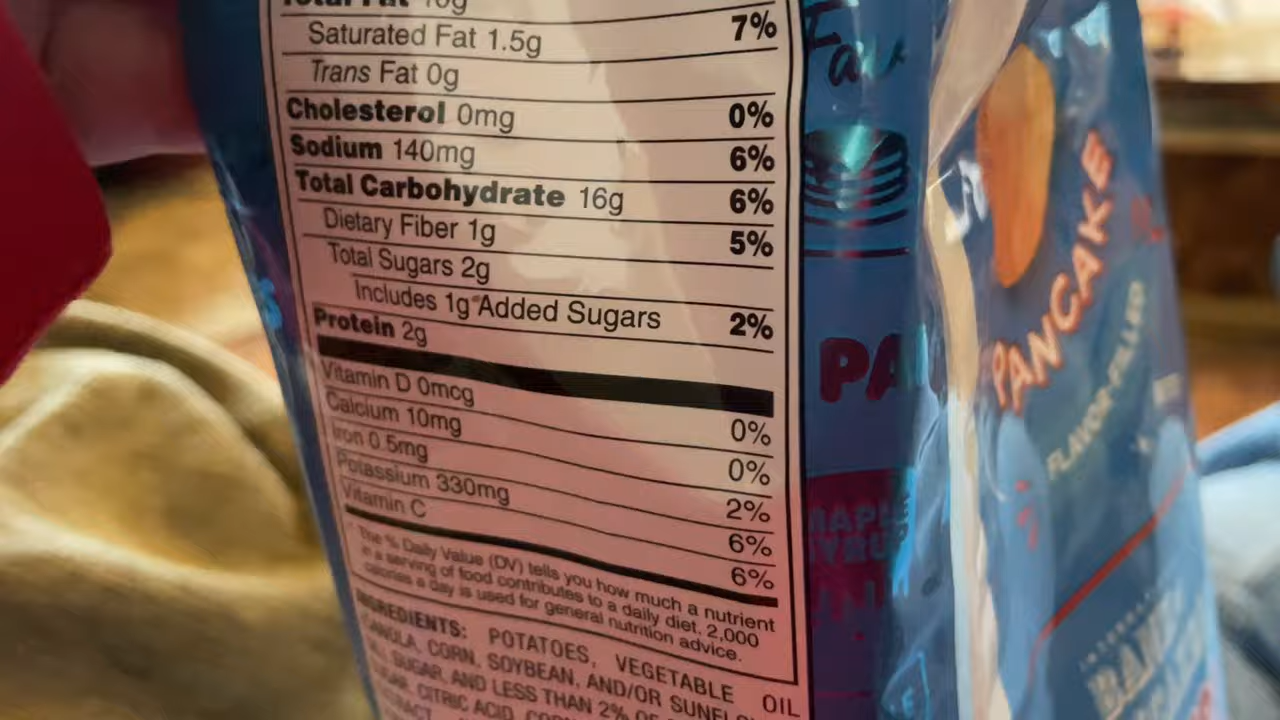 Total Fat 10g
Saturated Fat 1.5g 7%
Trans Fat 0g
Cholesterol 0mg 0%
Sodium 140mg 6%
Total Carbohydrate 16g 6%
Dietary Fiber 1g 5%
Total Sugars 2g
Includes 1g Added Sugars 2%
Protein 2g
Vitamin D 0mcg 0%
Calcium 10mg 0%
Iron 0.5mg 2%
Potassium 330mg 6%
Vitamin C 6%
The % Daily Value (DV) tells you how much a nutrient
in a serving of food contributes to a daily diet. 2,000
calories a day is used for general nutrition advice.
INGREDIENTS: POTATOES, VEGETABLE OIL
CANOLA, CORN, SOYBEAN, AND/OR
SUGAR, AND LESS THAN 2% OF
CITRIC ACID,
PA
PANCAKE
FLAVOR-FILLED